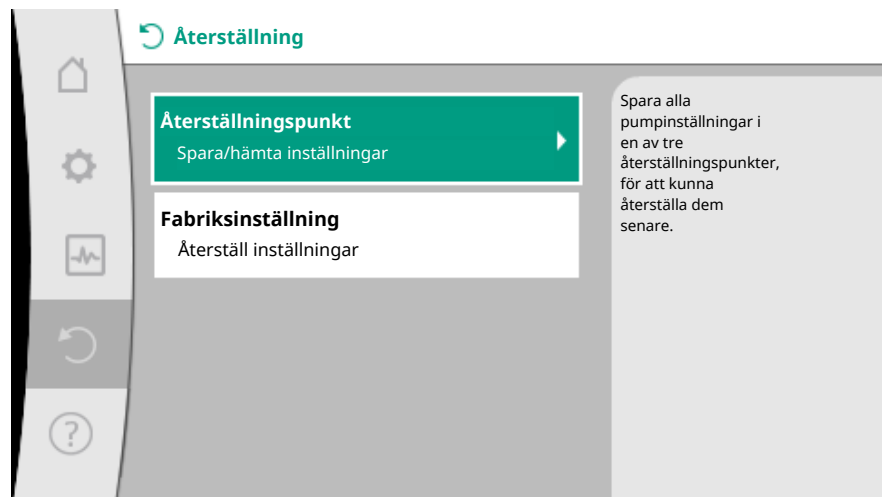 Återställning
Återställningspunkt
Spara/hämta inställningar
Fabriksinställning
Återställ inställningar
Spara alla
pumpinställningar i
en av tre
återställningspunkter,
för att kunna
återställa dem
senare.
?